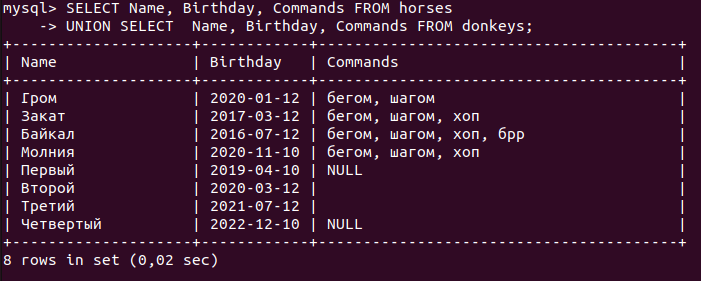 mysql> SELECT Name, Birthday, Commands FROM horses
    -> UNION SELECT  Name, Birthday, Commands FROM donkeys;
+------------------+------------+----------------------------------------+
| Name             | Birthday   | Commands                               |
+------------------+------------+----------------------------------------+
| Гром             | 2020-01-12 | бегом, шагом                           |
| Закат            | 2017-03-12 | бегом, шагом, хоп                      |
| Байкал           | 2016-07-12 | бегом, шагом, хоп, брр                 |
| Молния           | 2020-11-10 | бегом, шагом, хоп                      |
| Первый           | 2019-04-10 | NULL                                   |
| Второй           | 2020-03-12 |                                        |
| Третий           | 2021-07-12 |                                        |
| Четвертый        | 2022-12-10 | NULL                                   |
+------------------+------------+----------------------------------------+
8 rows in set (0,02 sec)